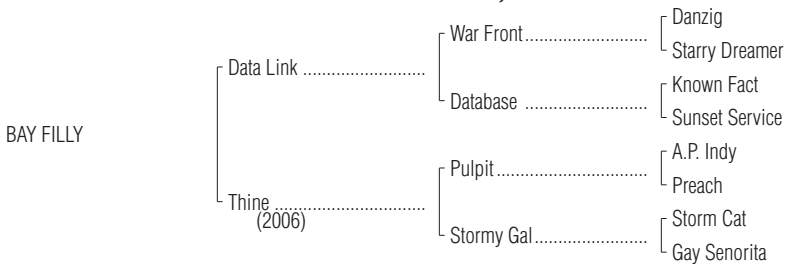 Danzig
War Front..............................
Starry Dreamer
Data Link ..............................
Known Fact
Database ..............................
Sunset Service
BAY FILLY
A.P. Indy
Pulpit.....................................
Preach
Thine .....................................
(2006)
Storm Cat
Stormy Gal............................
Gay Senorita